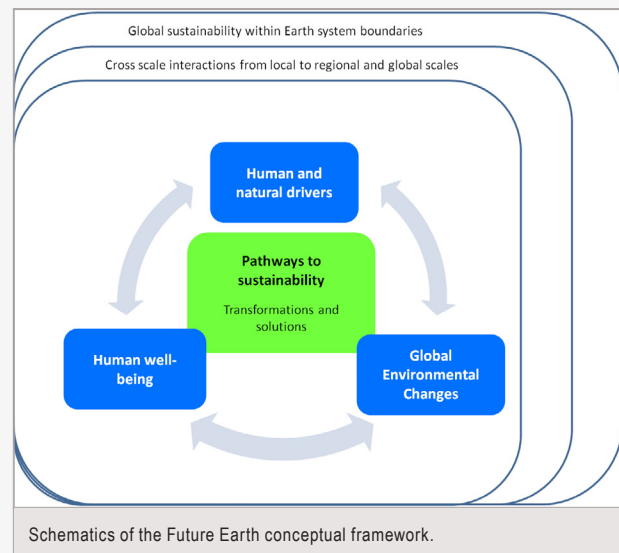 Global sustainability within Earth system boundaries
Cross scale interactions from local to regional and global scales
Human and
natural drivers
Pathways to
sustainability
Transformations and
solutions
Human well-
being
Global
Environmental
Changes
Schematics of the Future Earth conceptual framework.